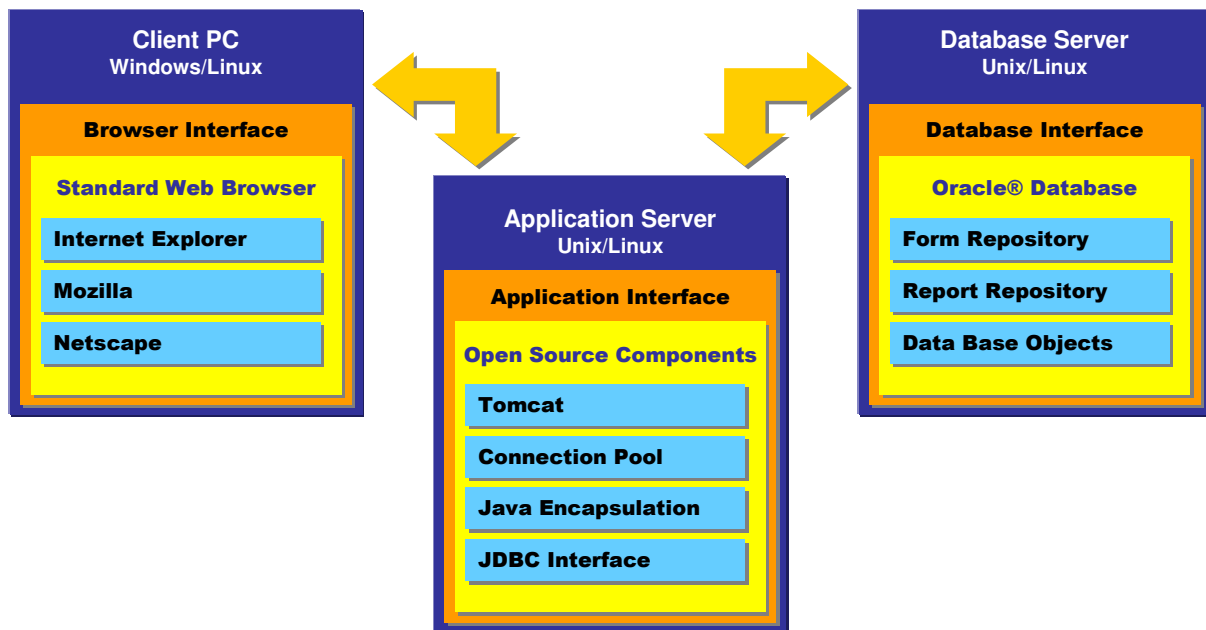 Client PC
Windows/Linux
Browser Interface
Standard Web Browser
Internet Explorer
Mozilla
Netscape
Application Server
Unix/Linux
Application Interface
Open Source Components
Tomcat
Connection Pool
Java Encapsulation
JDBC Interface
Database Server
Unix/Linux
Database Interface
Oracle® Database
Form Repository
Report Repository
Data Base Objects